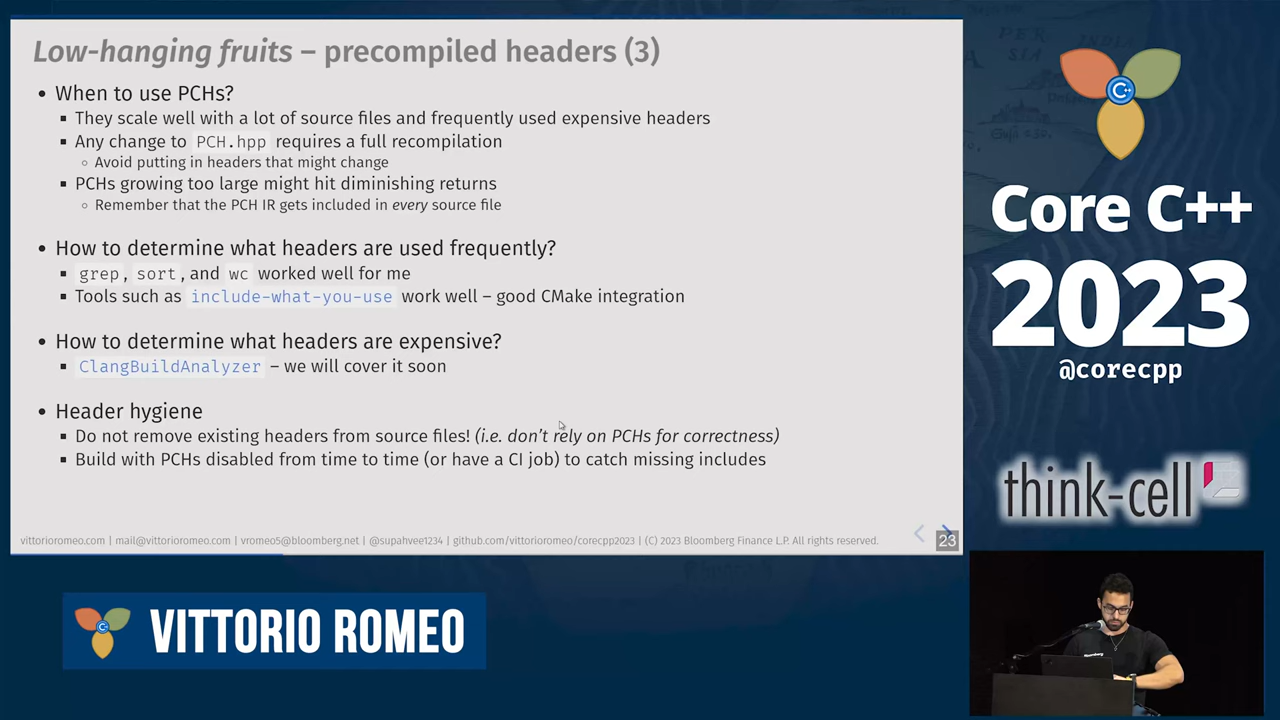 Low-hanging fruits – precompiled headers (3)
• When to use PCHs?
▪ They scale well with a lot of source files and frequently used expensive headers
▪ Any change to PCH.hpp requires a full recompilation
◦ Avoid putting in headers that might change
▪ PCHs growing too large might hit diminishing returns
◦ Remember that the PCH IR gets included in every source file
• How to determine what headers are used frequently?
▪ grep, sort, and wc worked well for me
▪ Tools such as include-what-you-use work well – good CMake integration
• How to determine what headers are expensive?
▪ ClangBuildAnalyzer – we will cover it soon
• Header hygiene
▪ Do not remove existing headers from source files! (i.e. don't rely on PCHs for correctness)
▪ Build with PCHs disabled from time to time (or have a CI job) to catch missing includes
vittorioromeo.com | mail@vittorioromeo.com | vromeo5@bloomberg.net | @supahvee1234 | github.com/vittorioromeo/corecpp2023 | (C) 2023 Bloomberg Finance L.P. All rights reserved.
23
C++
Core C++
2023
@corecpp
think-cell
VITTORIO ROMEO